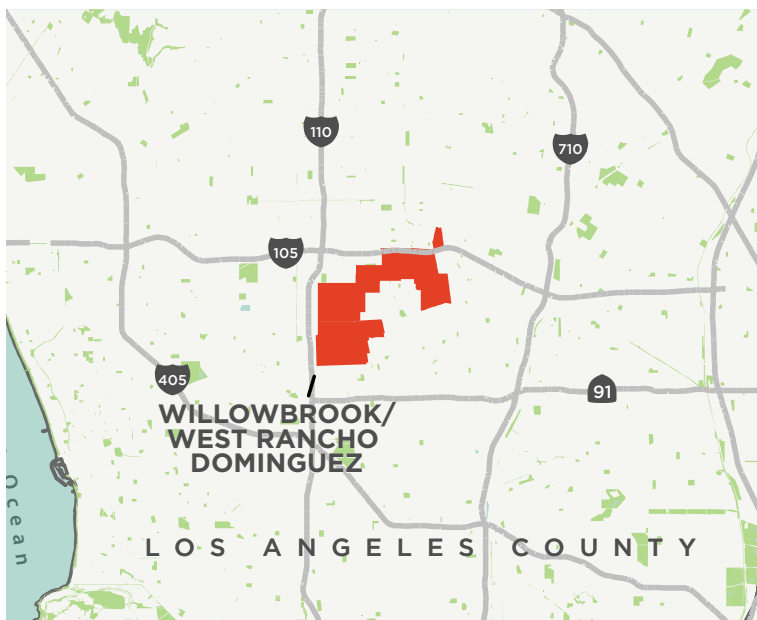 110
710
105
405
91
WILLOWBROOK/
WEST RANCHO
DOMINGUEZ
Ocean
LOS ANGELES COUNTY